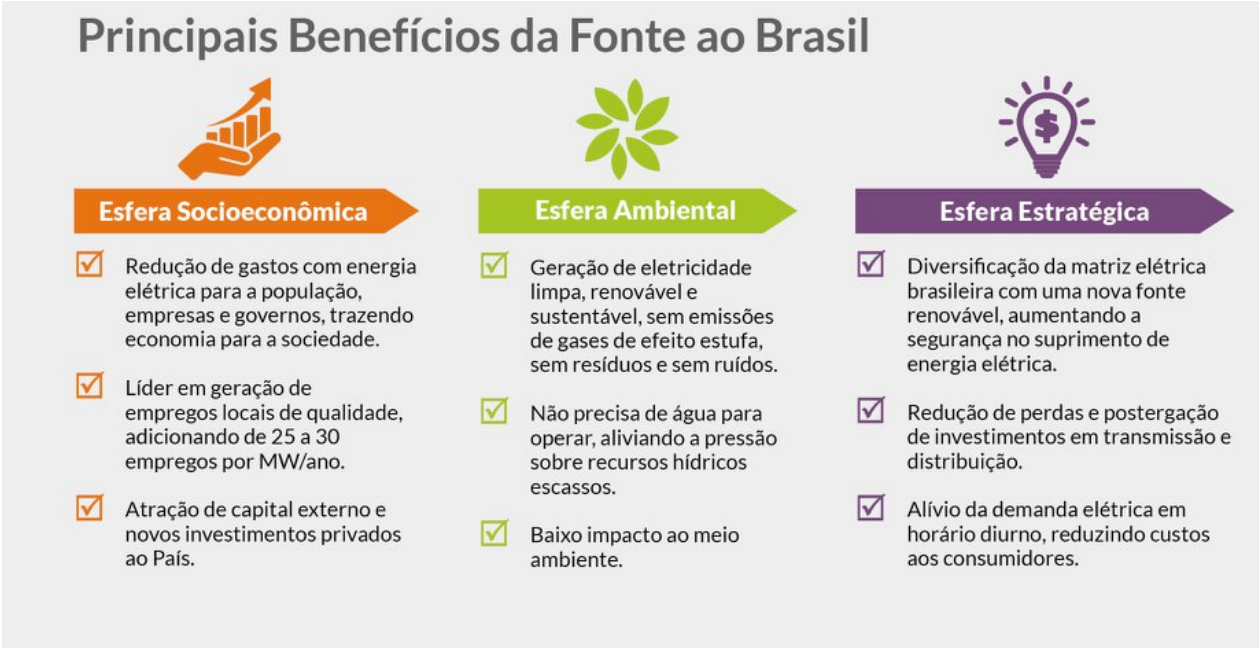 Principais Benefícios da Fonte ao Brasil
Esfera Socioeconômica
Redução de gastos com energia
elétrica para a população,
empresas e governos, trazendo
economia para a sociedade.
Líder em geração de
empregos locais de qualidade,
adicionando de 25 a 30
empregos por MW/ano.
Atração de capital externo e
novos investimentos privados
ao País.
Esfera Ambiental
Geração de eletricidade
limpa, renovável e
sustentável, sem emissões
de gases de efeito estufa,
sem resíduos e sem ruídos.
Não precisa de água para
operar, aliviando a pressão
sobre recursos hídricos
escassos.
Baixo impacto ao meio
ambiente.
$
Esfera Estratégica
Diversificação da matriz elétrica
brasileira com uma nova fonte
renovável, aumentando a
segurança no suprimento de
energia elétrica.
Redução de perdas e postergação
de investimentos em transmissão e
distribuição.
Alívio da demanda elétrica em
horário diurno, reduzindo custos
aos consumidores.